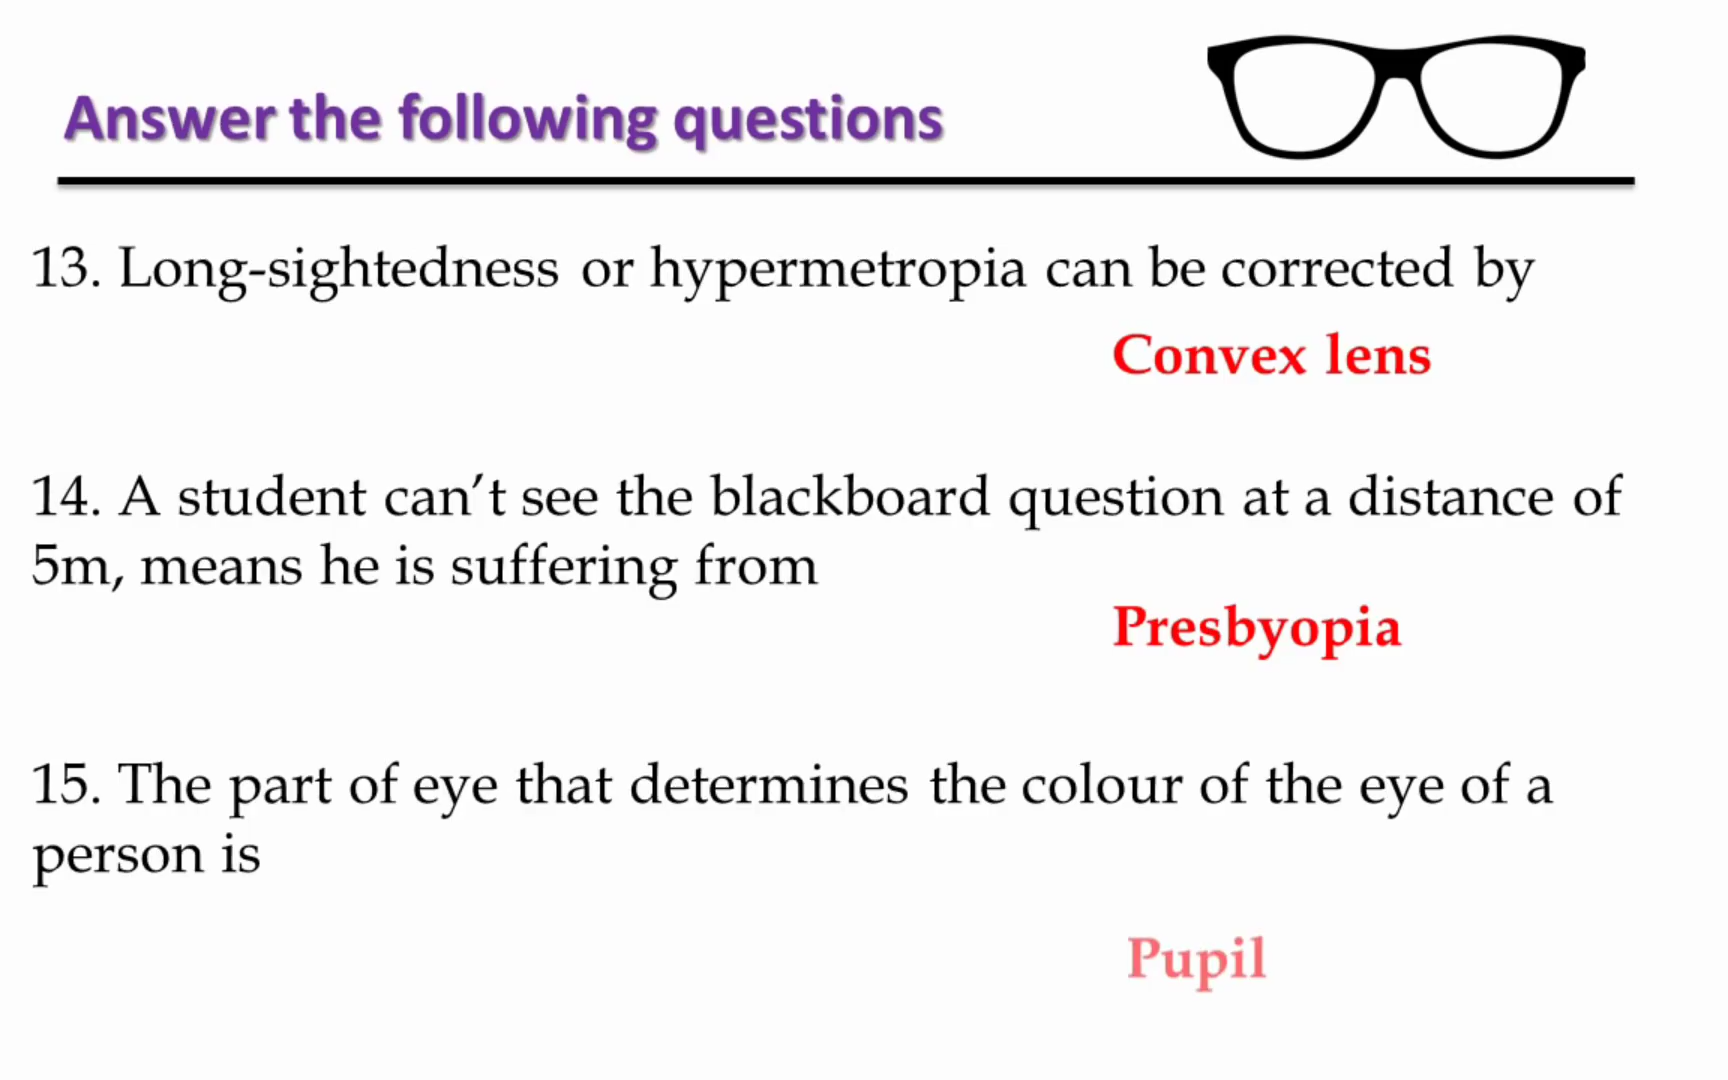 Answer the following questions
13. Long-sightedness or hypermetropia can be corrected by
Convex lens
14. A student can't see the blackboard question at a distance of
5m, means he is suffering from
Presbyopia
15. The part of eye that determines the colour of the eye of a
person is
Pupil